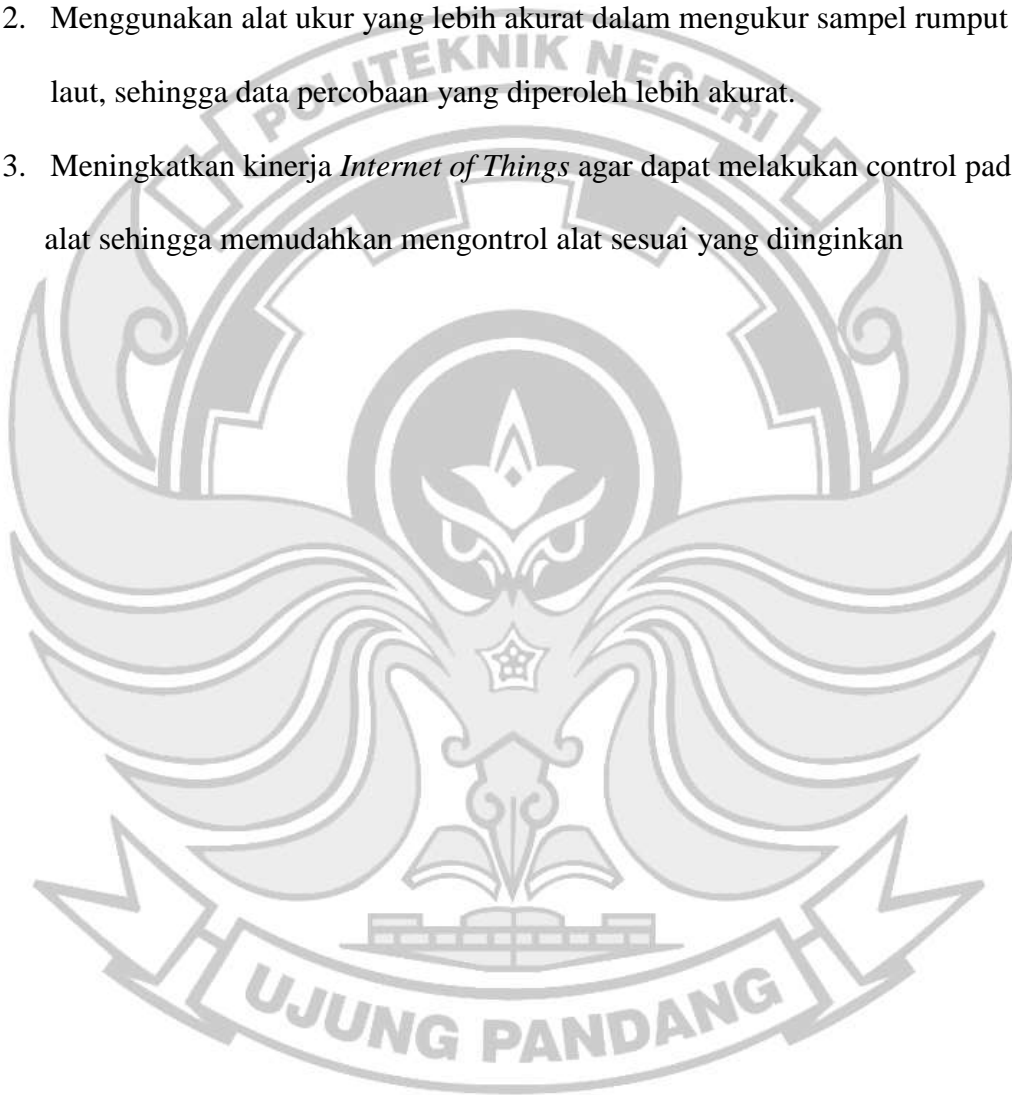 2. Menggunakan alat ukur yang lebih akurat dalam mengukur sampel rumput
laut, sehingga data percobaan yang diperoleh lebih akurat.
3. Meningkatkan kinerja Internet of Things agar dapat melakukan control pad
alat sehingga memudahkan mengontrol alat sesuai yang diinginkan
POLITEKNIK NEGERI
UJUNG PANDANG